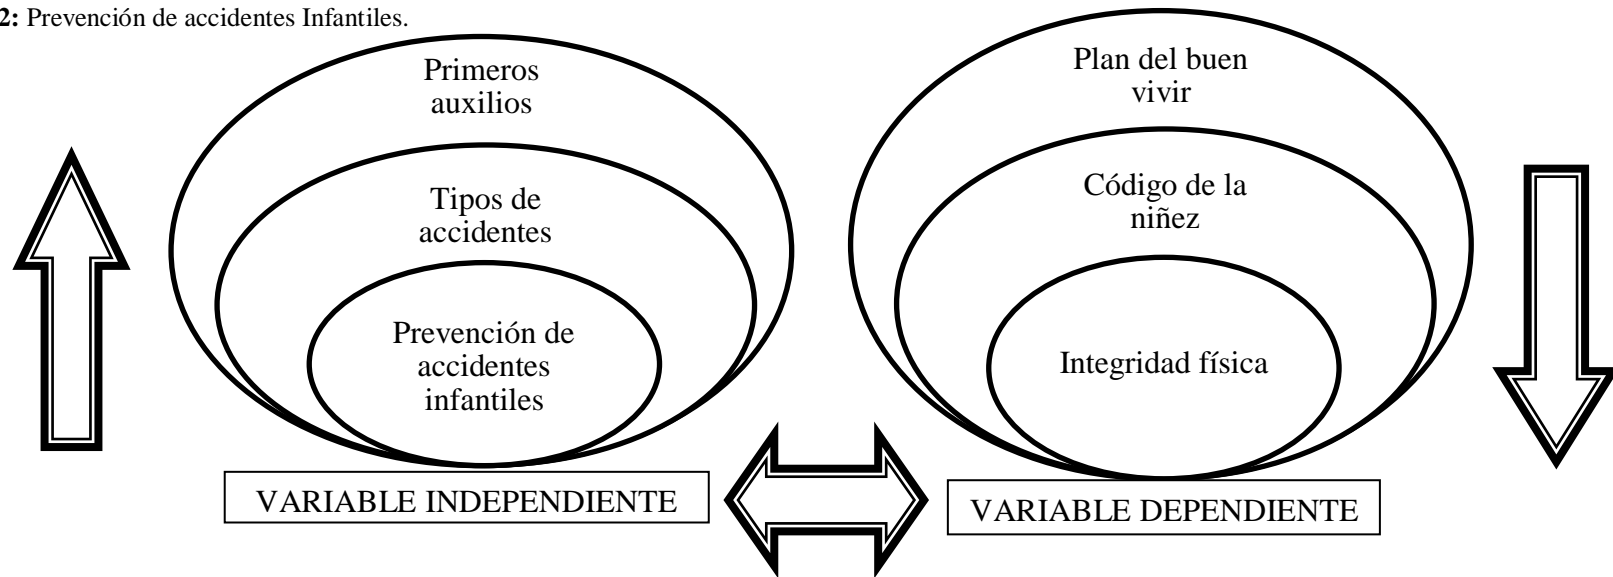 2: Prevención de accidentes Infantiles.
Primeros
auxilios
Tipos de
accidentes
Prevención de
accidentes
infantiles
VARIABLE INDEPENDIENTE
Plan del buen
vivir
Código de la
niñez
Integridad física
VARIABLE DEPENDIENTE